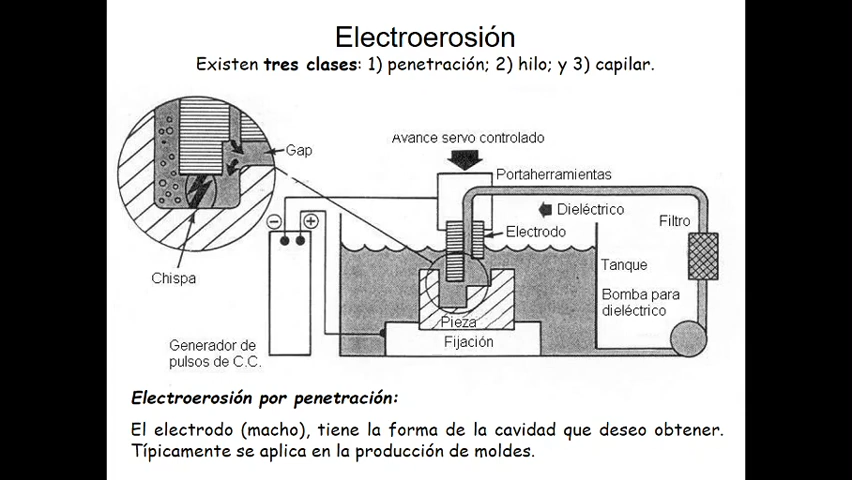 Electroerosión
Existen tres clases: 1) penetración; 2) hilo; y 3) capilar.
Gap
Chispa
Avance servo controlado
Portaherramientas
Dieléctrico
Electrodo
Filtro
Tanque
Bomba para
dieléctrico
Pieza
Fijación
Generador de
pulsos de C.C.
Electroerosión por penetración:
El electrodo (macho), tiene la forma de la cavidad que deseo obtener.
Típicamente se aplica en la producción de moldes.